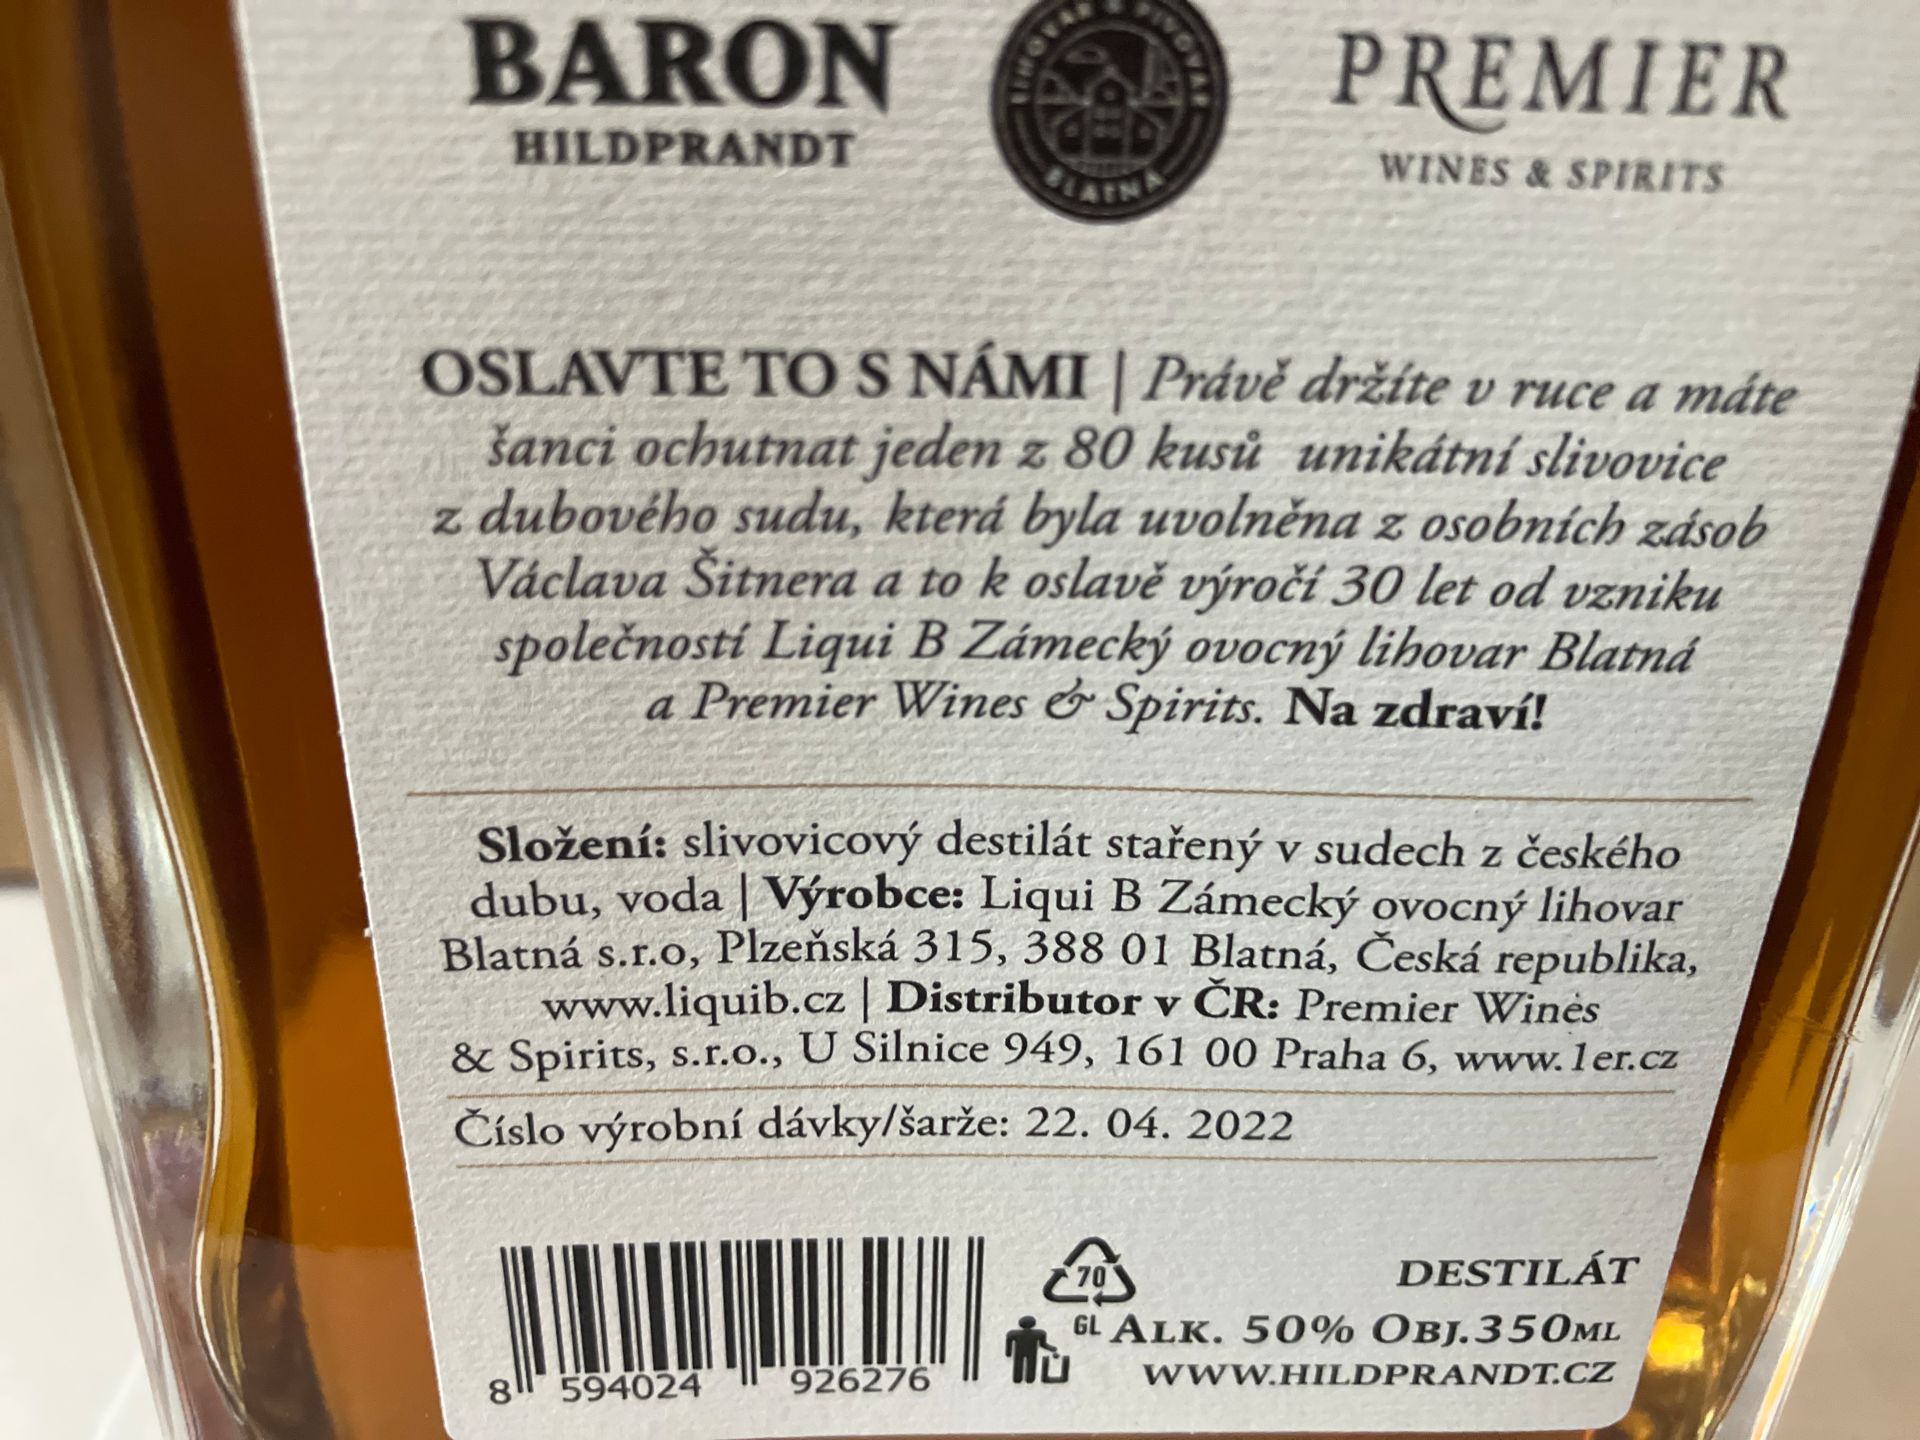 BARON
HILDPRANDT
LIHOVAR & PIVOVAR
BLATNÁ
PREMIER
WINES & SPIRITS
OSLAVTE TO S NÁMI | Právě držíte v ruce a máte
šanci ochutnat jeden z 80 kusů unikátní slivovice
z dubového sudu, která byla uvolněna z osobních zásob
Václava Šitnera a to k oslavě výročí 30 let od vzniku
společností Liqui B Zámecký ovocný lihovar Blatná
a Premier Wines & Spirits. Na zdraví!
Složení: slivovicový destilát stařený v sudech z českého
dubu, voda | Výrobce: Liqui B Zámecký ovocný lihovar
Blatná s.r.o, Plzeňská 315, 388 01 Blatná, Česká republika,
www.liquib.cz | Distributor v ČR: Premier Wines
& Spirits, s.r.o., U Silnice 949, 161 00 Praha 6, www.1er.cz
Číslo výrobní dávky/šarže: 22. 04. 2022
8 594024 926276
70
GL
DESTILÁT
ALK. 50% OBJ.350ML
WWW.HILDPRANDT.CZ